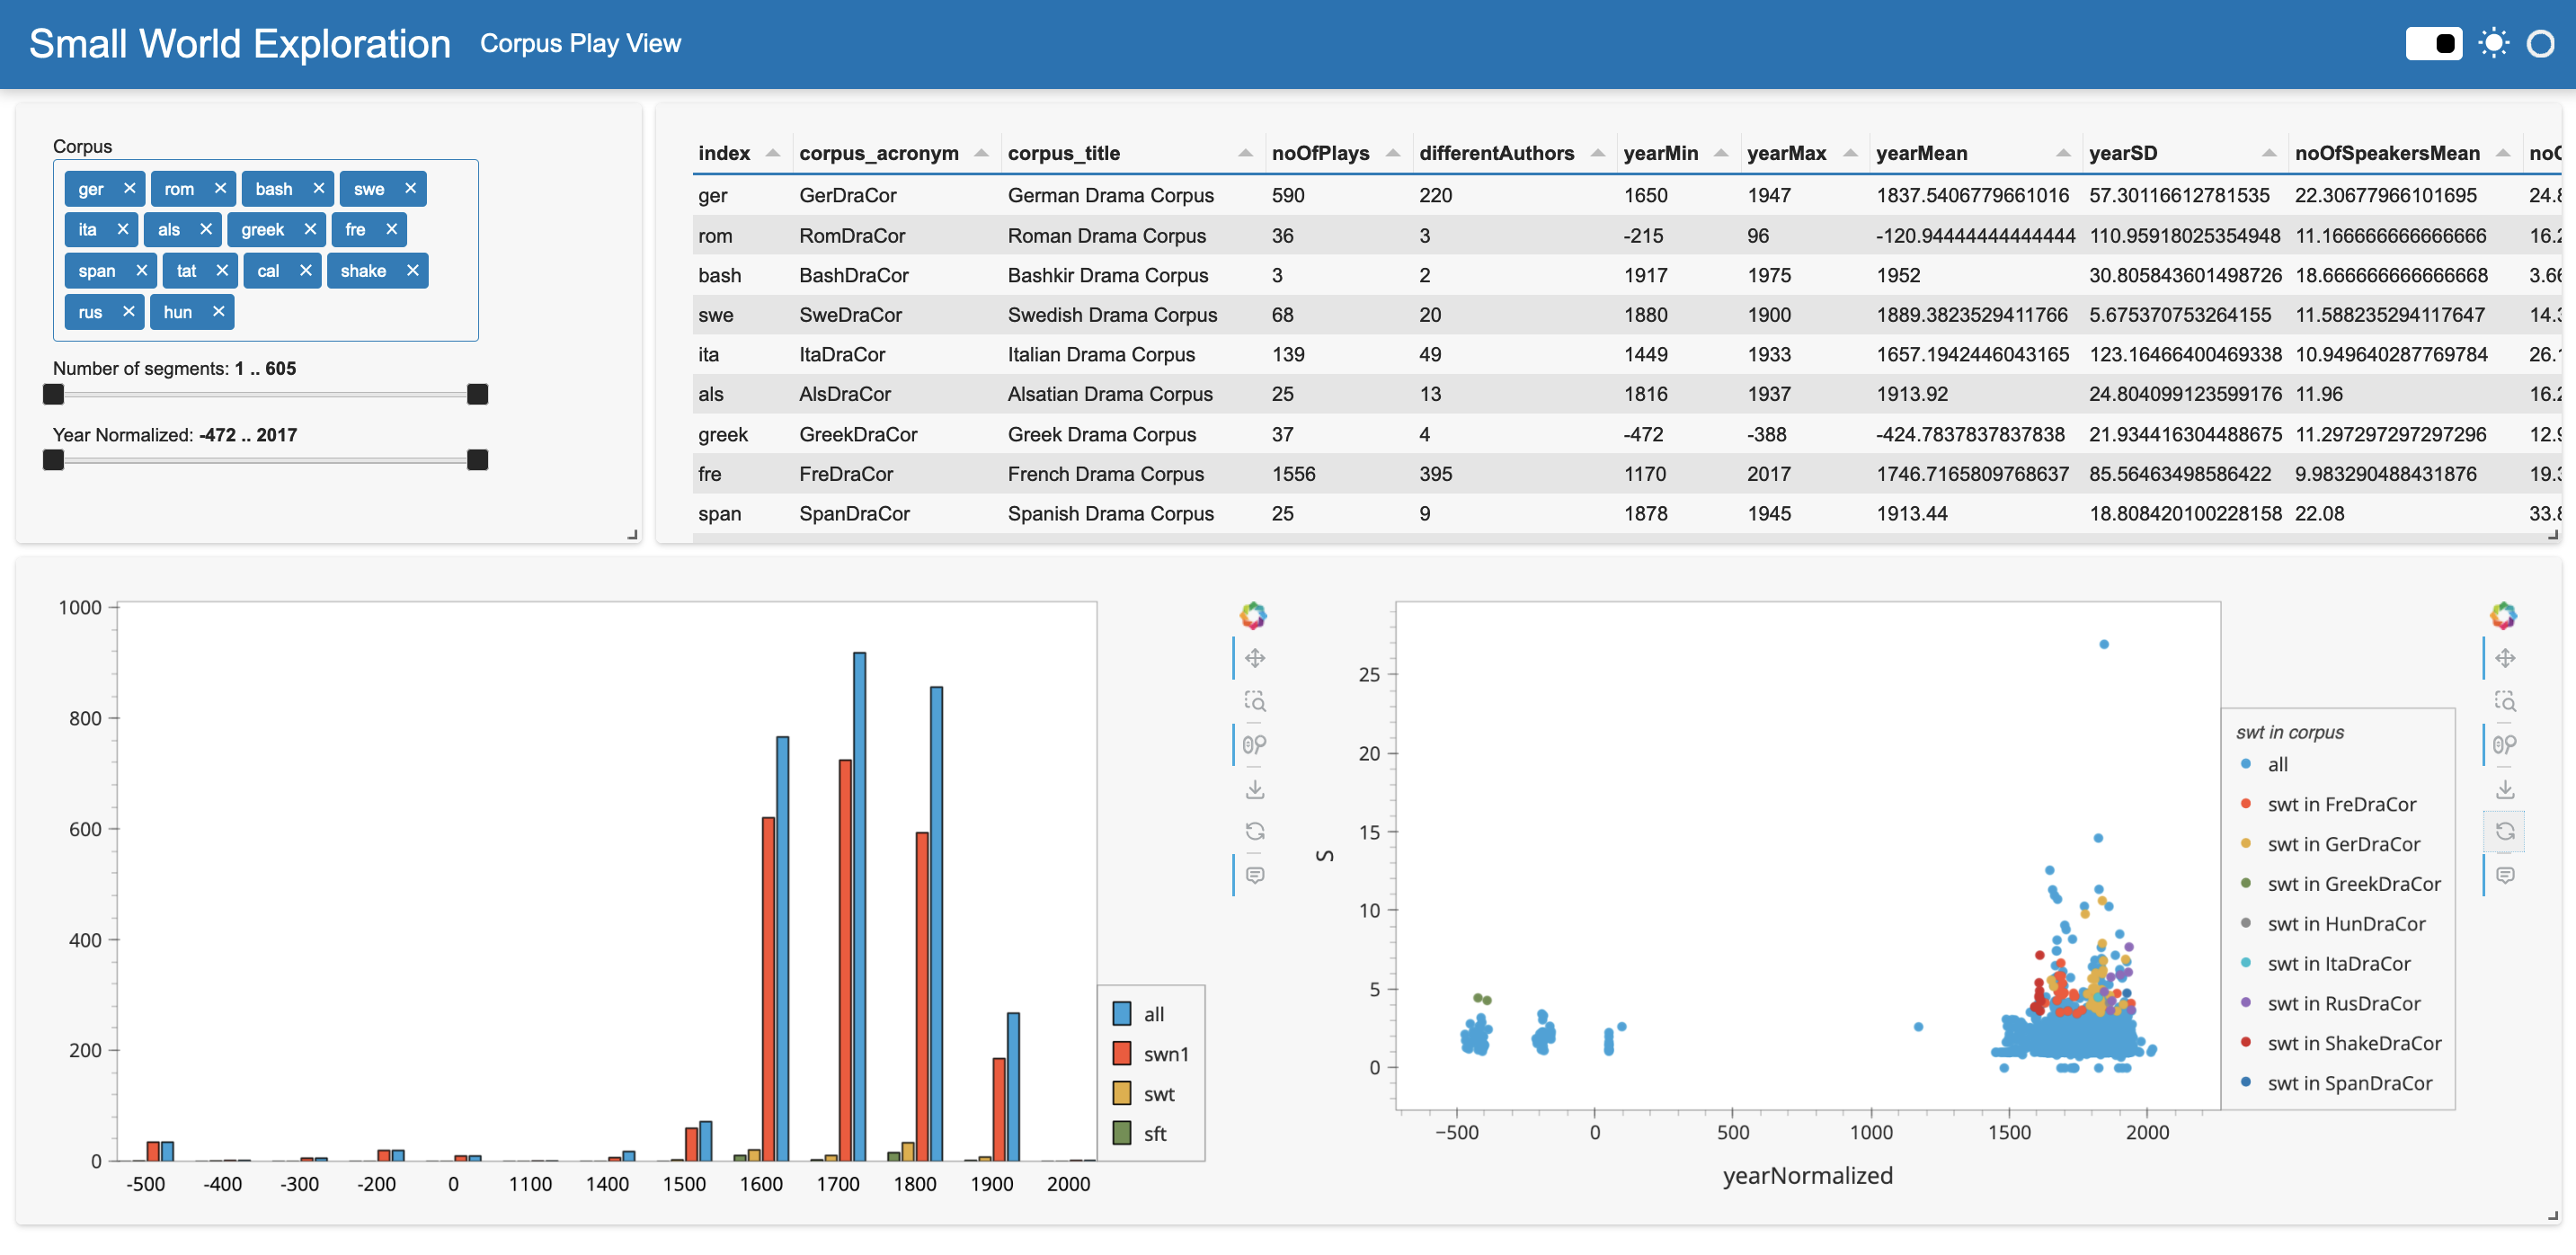 Small World Exploration Corpus Play View
Corpus
ger × rom × bash × swe ×
ita × als × greek × fre ×
span × tat × cal × shake ×
rus × hun ×
Number of segments: 1 .. 605
Year Normalized: -472 .. 2017
index corpus_acronym corpus_title noOfPlays differentAuthors yearMin yearMax yearMean yearSD noOfSpeakersMean
ger GerDraCor German Drama Corpus 590 220 1650 1947 1837.5406779661016 57.30116612781535 22.30677966101695 24.8
rom RomDraCor Roman Drama Corpus 36 3 -215 96 -120.94444444444444 110.95918025354948 11.166666666666666 16.2
bash BashDraCor Bashkir Drama Corpus 3 2 1917 1975 1952 30.805843601498726 18.666666666666668 3.66
swe SweDraCor Swedish Drama Corpus 68 20 1880 1900 1889.3823529411766 5.675370753264155 11.588235294117647 14.3
ita ItaDraCor Italian Drama Corpus 139 49 1449 1933 1657.1942446043165 123.16466400469338 10.949640287769784 26.1
als AlsDraCor Alsatian Drama Corpus 25 13 1816 1937 1913.92 24.804099123599176 11.96 16.2
greek GreekDraCor Greek Drama Corpus 37 4 -472 -388 -424.7837837837838 21.934416304488675 11.297297297297296 12.9
fre FreDraCor French Drama Corpus 1556 395 1170 2017 1746.7165809768637 85.56463498586422 9.983290488431876 19.3
span SpanDraCor Spanish Drama Corpus 25 9 1878 1945 1913.44 18.808420100228158 22.08 33.8
1000
800
600
400
200
0
-500 -400 -300 -200 0 1100 1400 1500 1600 1700 1800 1900 2000
all
swn1
swt
sft
S
25
20
15
10
5
0
−500 0 500 1000 1500 2000
yearNormalized
swt in corpus
all
swt in FreDraCor
swt in GerDraCor
swt in GreekDraCor
swt in HunDraCor
swt in ItaDraCor
swt in RusDraCor
swt in ShakeDraCor
swt in SpanDraCor